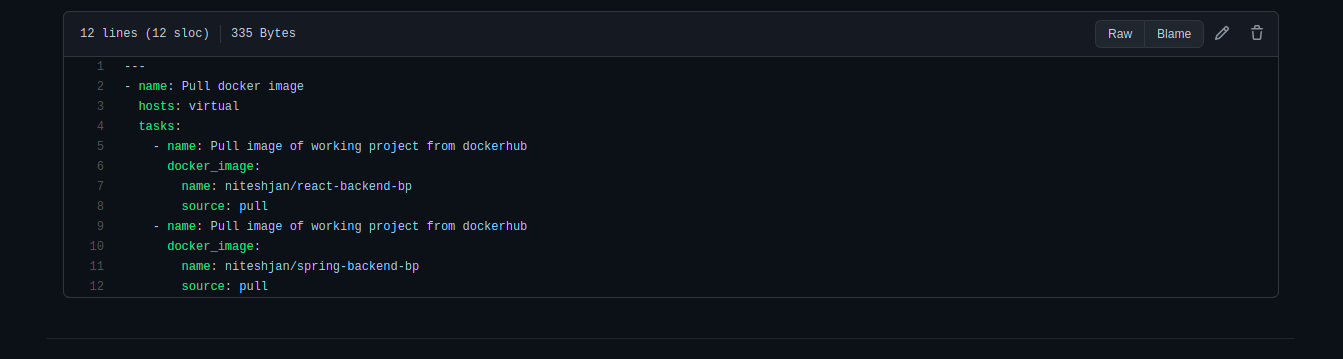 12 lines (12 sloc) 335 Bytes Raw Blame
1 ---
2 - name: Pull docker image
3   hosts: virtual
4   tasks:
5     - name: Pull image of working project from dockerhub
6       docker_image:
7         name: niteshjan/react-backend-bp
8         source: pull
9     - name: Pull image of working project from dockerhub
10       docker_image:
11         name: niteshjan/spring-backend-bp
12         source: pull